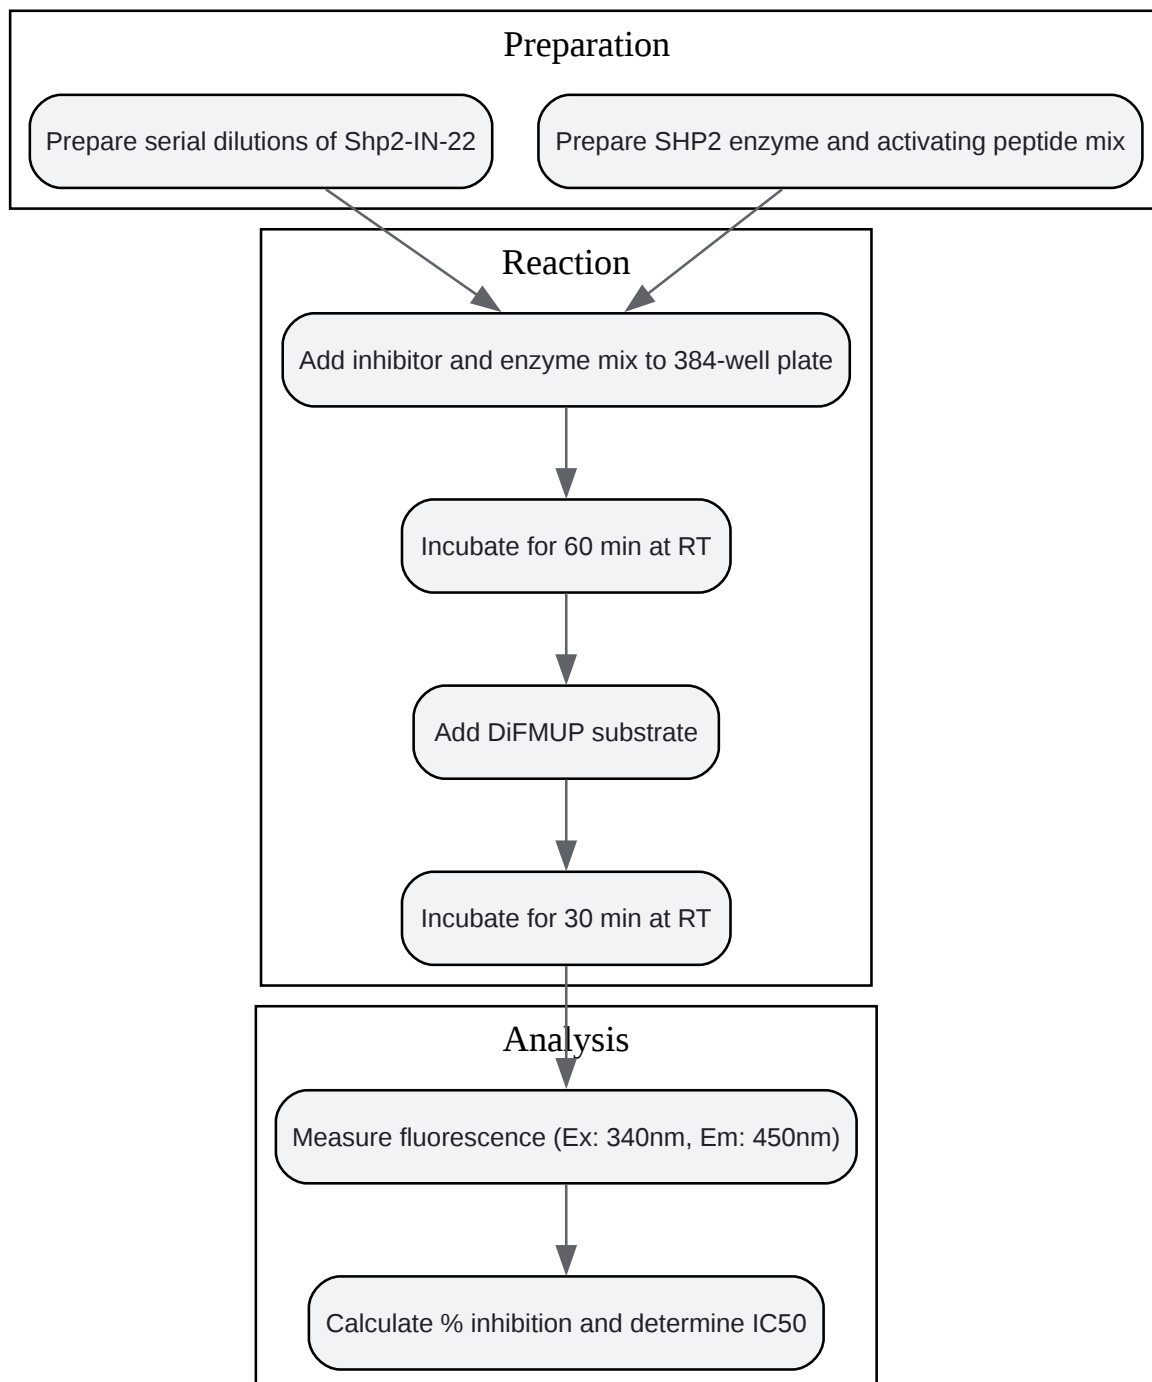 Preparation
Prepare serial dilutions of Shp2-IN-22
Prepare SHP2 enzyme and activating peptide mix
Reaction
Add inhibitor and enzyme mix to 384-well plate
Incubate for 60 min at RT
Add DiFMUP substrate
Incubate for 30 min at RT
Analysis
Measure fluorescence (Ex: 340nm, Em: 450nm)
Calculate % inhibition and determine IC50